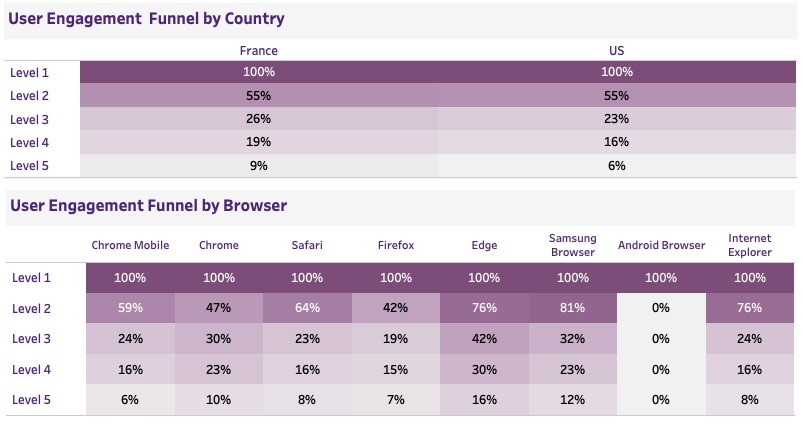 User Engagement  Funnel by Country
France US
Level 1 100% 100%
Level 2 55% 55%
Level 3 26% 23%
Level 4 19% 16%
Level 5 9% 6%
User Engagement Funnel by Browser
Chrome Mobile Chrome Safari Firefox Edge Samsung Browser Android Browser Internet Explorer
Level 1 100% 100% 100% 100% 100% 100% 100% 100%
Level 2 59% 47% 64% 42% 76% 81% 0% 76%
Level 3 24% 30% 23% 19% 42% 32% 0% 24%
Level 4 16% 23% 16% 15% 30% 23% 0% 16%
Level 5 6% 10% 8% 7% 16% 12% 0% 8%